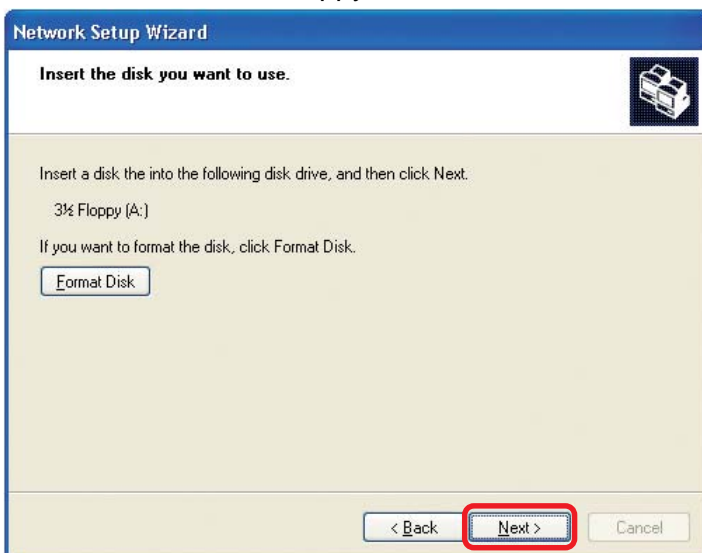 Network Setup Wizard
Insert the disk you want to use.
Insert a disk the into the following disk drive, and then click Next.
3½ Floppy (A:)
If you want to format the disk, click Format Disk.
Format Disk
< Back Next > Cancel